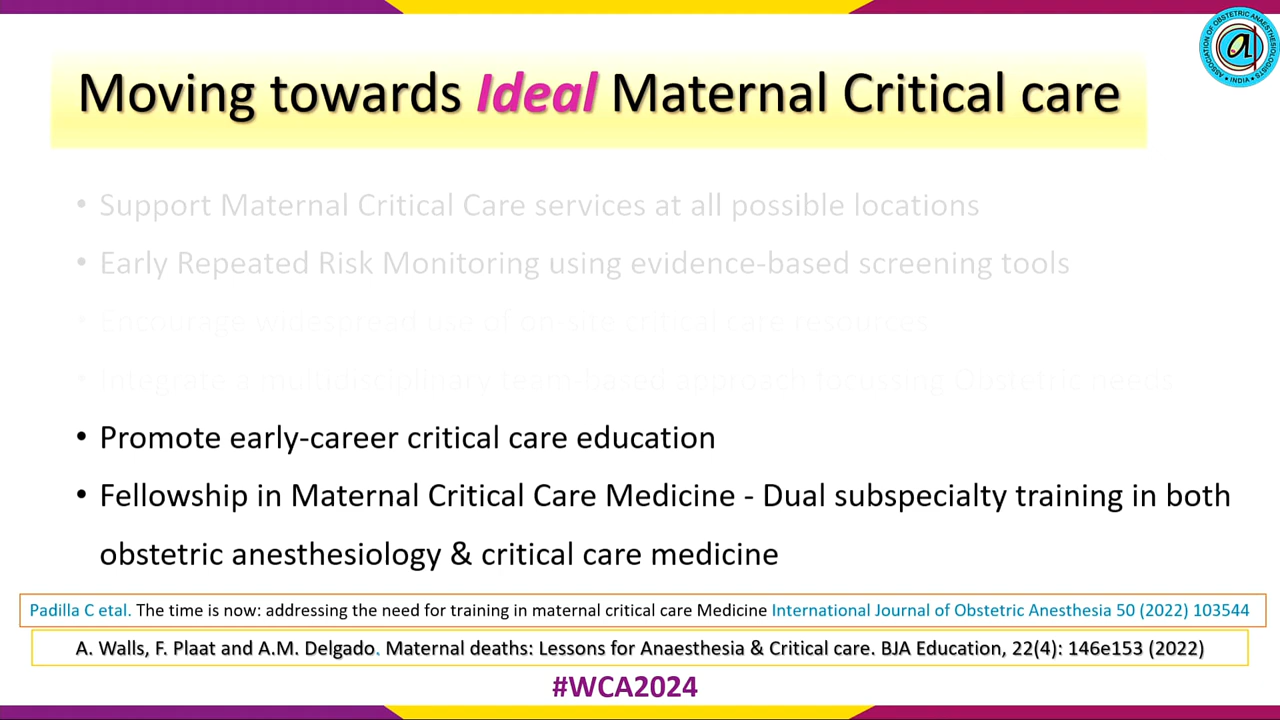 Moving towards Ideal Maternal Critical care
ASSOCIATION OF OBSTETRIC ANAESTHESIOLOGISTS
• INDIA •
a
• Support Maternal Critical Care services at all possible locations
• Early Repeated Risk Monitoring using evidence-based screening tools
• Encourage widespread use of on-site critical care resources
• Integrate a multidisciplinary team-based approach focussing Obstetric needs
• Promote early-career critical care education
• Fellowship in Maternal Critical Care Medicine - Dual subspecialty training in both
obstetric anesthesiology & critical care medicine
Padilla C etal. The time is now: addressing the need for training in maternal critical care Medicine International Journal of Obstetric Anesthesia 50 (2022) 103544
A. Walls, F. Plaat and A.M. Delgado. Maternal deaths: Lessons for Anaesthesia & Critical care. BJA Education, 22(4): 146e153 (2022)
#WCA2024